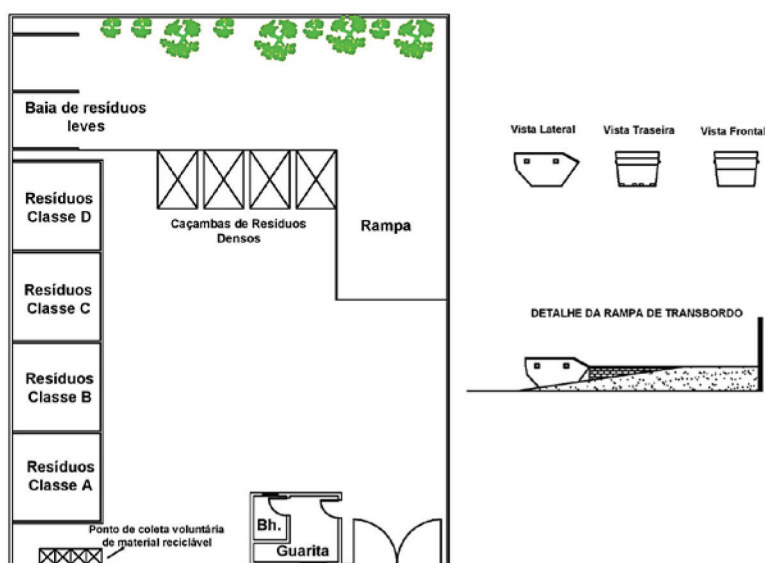 Baia de resíduos
leves
Resíduos
Classe D
Caçambas de Resíduos
Densos
Rampa
Resíduos
Classe C
Resíduos
Classe B
Resíduos
Classe A
Ponto de coleta voluntária
de material reciclável
Bh.
Guarita
Vista Lateral
Vista Traseira
Vista Frontal
DETALHE DA RAMPA DE TRANSBORDO